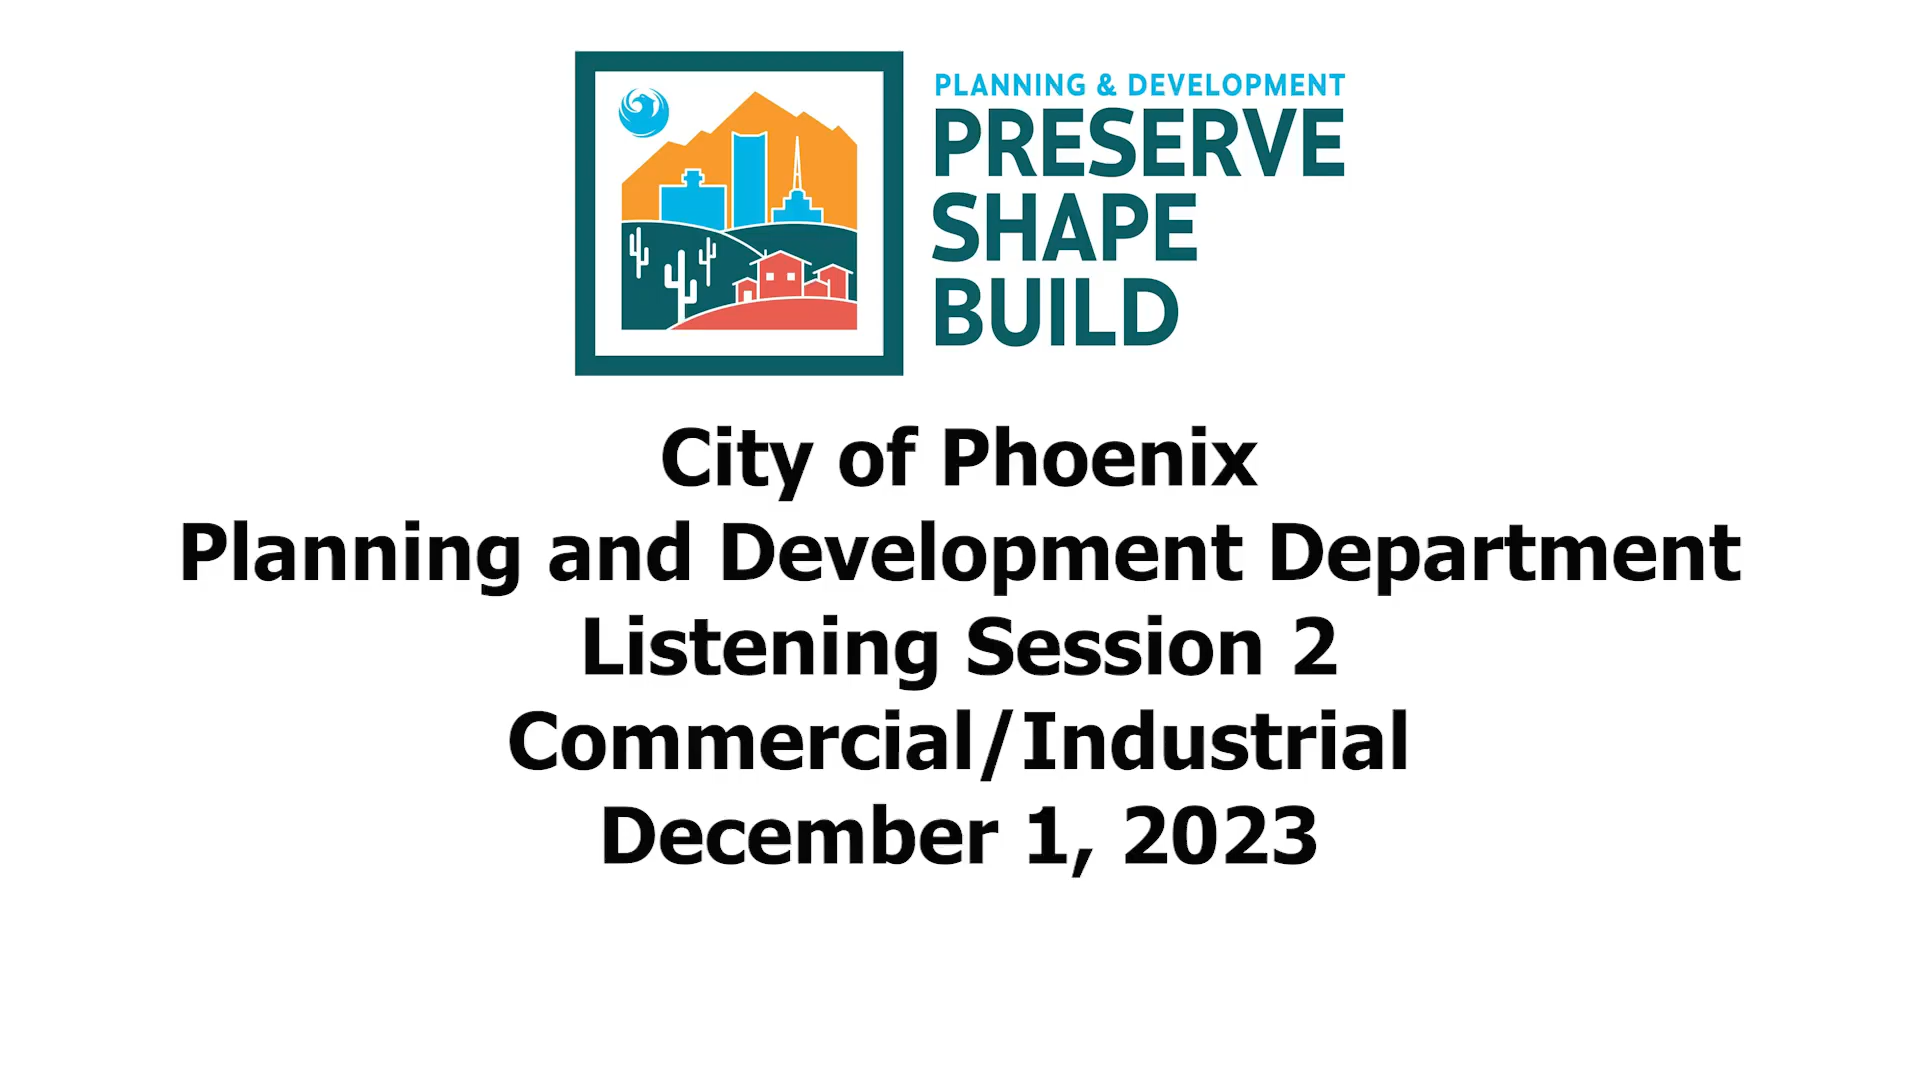 PLANNING & DEVELOPMENT
PRESERVE
SHAPE
BUILD
City of Phoenix
Planning and Development Department
Listening Session 2
Commercial/Industrial
December 1, 2023